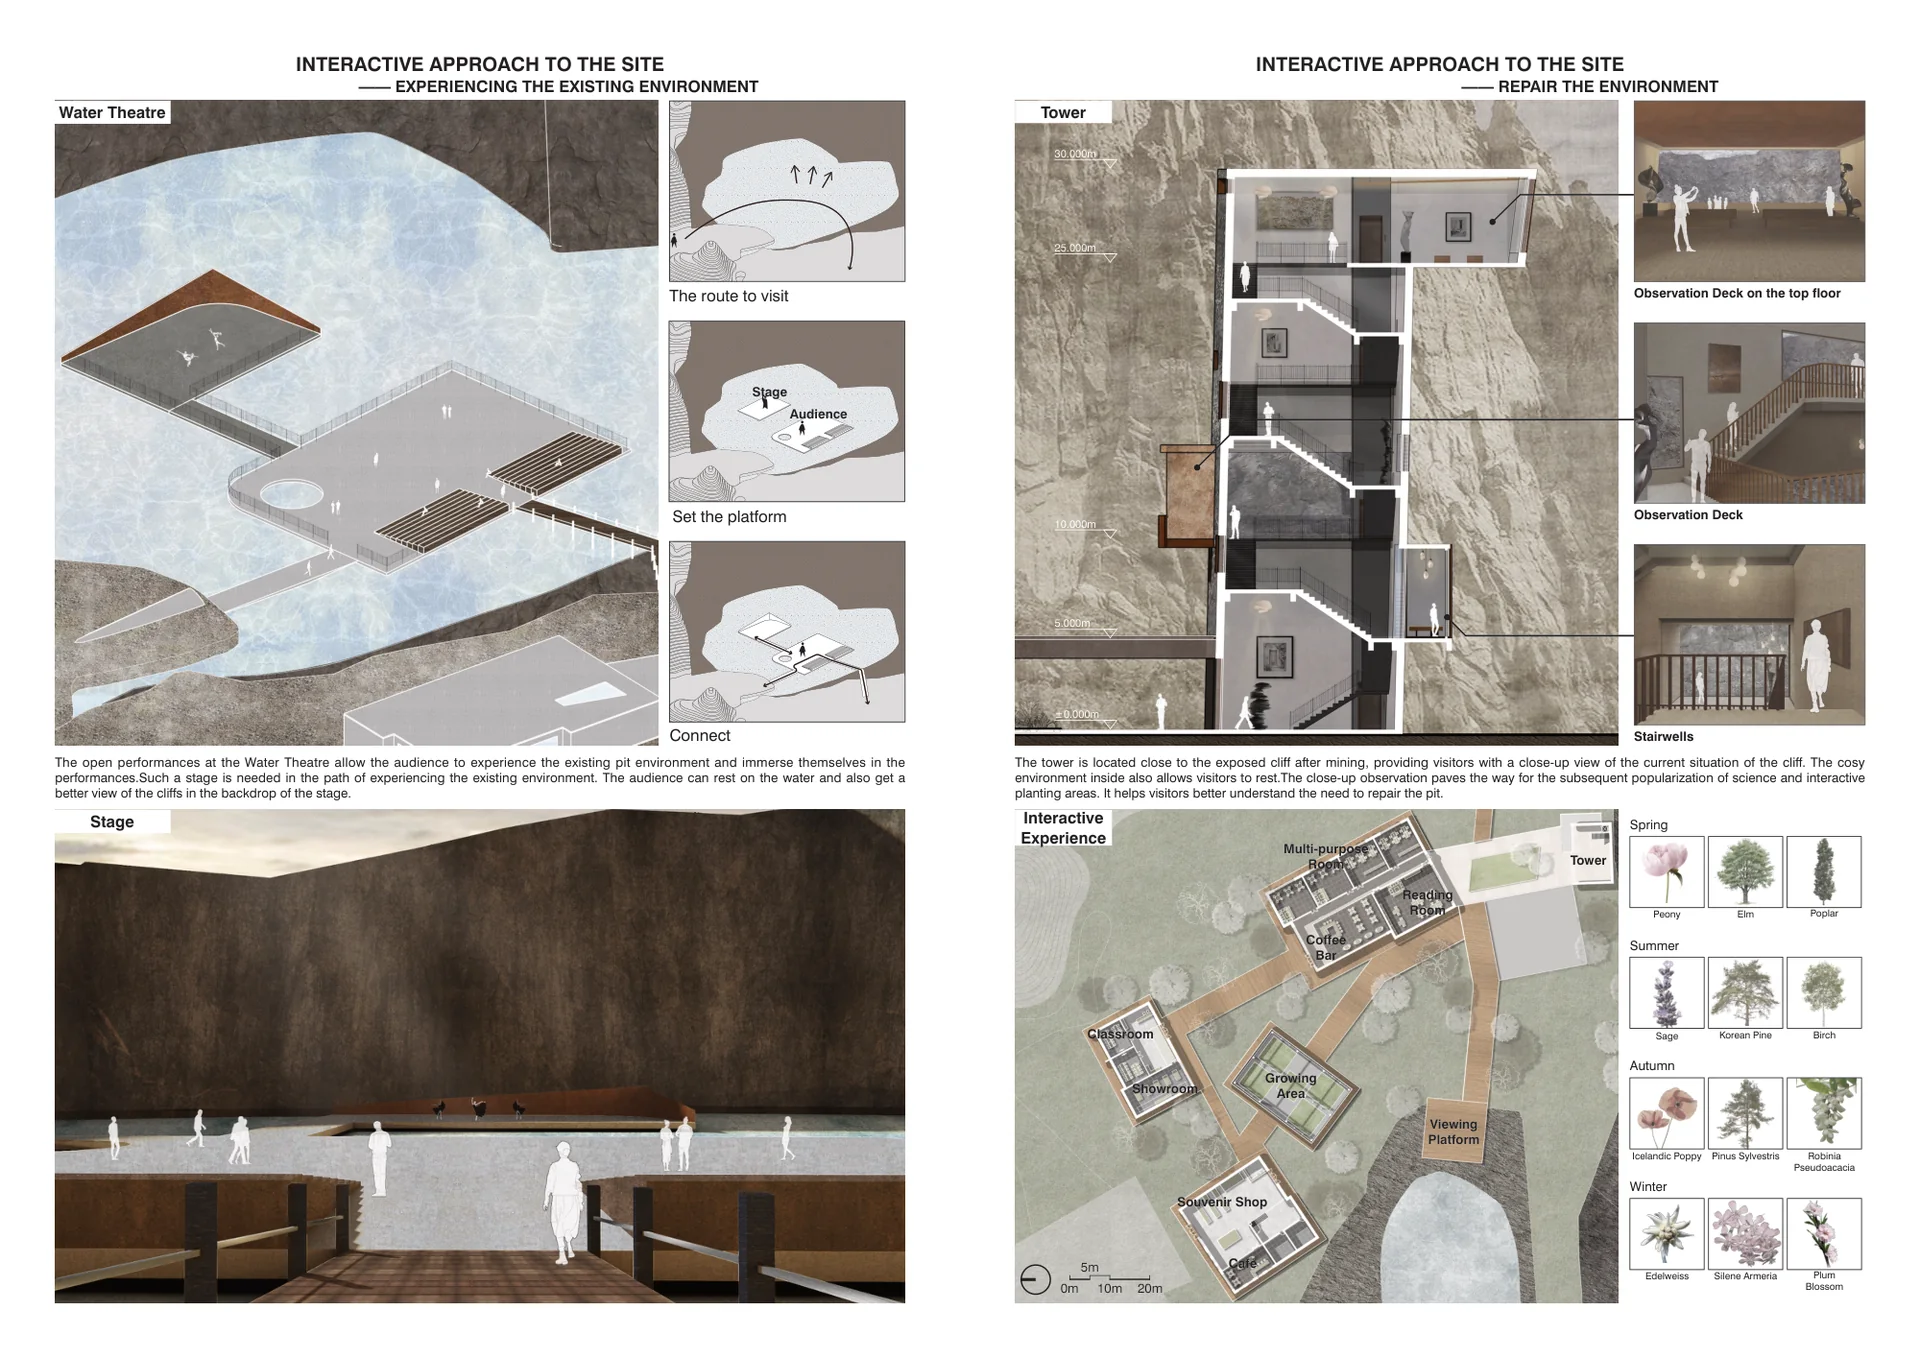 INTERACTIVE APPROACH TO THE SITE
—— EXPERIENCING THE EXISTING ENVIRONMENT
Water Theatre
The route to visit
Stage
Audience
Set the platform
Connect
The open performances at the Water Theatre allow the audience to experience the existing pit environment and immerse themselves in the
performances.Such a stage is needed in the path of experiencing the existing environment. The audience can rest on the water and also get a
better view of the cliffs in the backdrop of the stage.
Stage
INTERACTIVE APPROACH TO THE SITE
—— REPAIR THE ENVIRONMENT
Tower
30.000m
25.000m
10.000m
5.000m
±0.000m
Observation Deck on the top floor
Observation Deck
Stairwells
The tower is located close to the exposed cliff after mining, providing visitors with a close-up view of the current situation of the cliff. The cosy
environment inside also allows visitors to rest.The close-up observation paves the way for the subsequent popularization of science and interactive
planting areas. It helps visitors better understand the need to repair the pit.
Interactive
Experience
Multi-purpose
Room
Tower
Reading
Room
Coffee
Bar
Classroom
Showroom
Growing
Area
Viewing
Platform
Souvenir Shop
Café
5m
0m 10m 20m
Spring
Peony Elm Poplar
Summer
Sage Korean Pine Birch
Autumn
Icelandic Poppy Pinus Sylvestris Robinia
Pseudoacacia
Winter
Edelweiss Silene Armeria Plum
Blossom